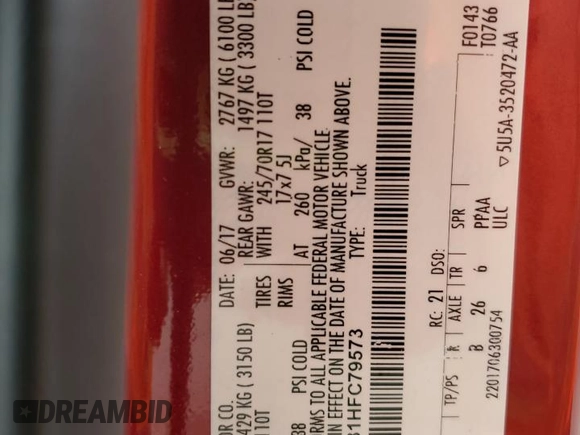 OR CO.
DATE: 06/17 GVWR: 2767 KG ( 6100 LB
429 KG ( 3150 LB) REAR GAWR: 1497 KG ( 3300 LB)
110T TIRES WITH 245/70R17 110T
RIMS 17x7.5J
38 PSI COLD AT 260 kPa/ 38 PSI COLD
RMS TO ALL APPLICABLE FEDERAL MOTOR VEHICLE
IN EFFECT ON THE DATE OF MANUFACTURE SHOWN ABOVE.
1HFC79573 TYPE: Truck
F0143
T0766
RC: 21 DSO:
TP/PS R AXLE TR SPR
B 26 6 PPAA
ULC
2201706300754 ▽5U5A-3520472-AA
DREAMBID